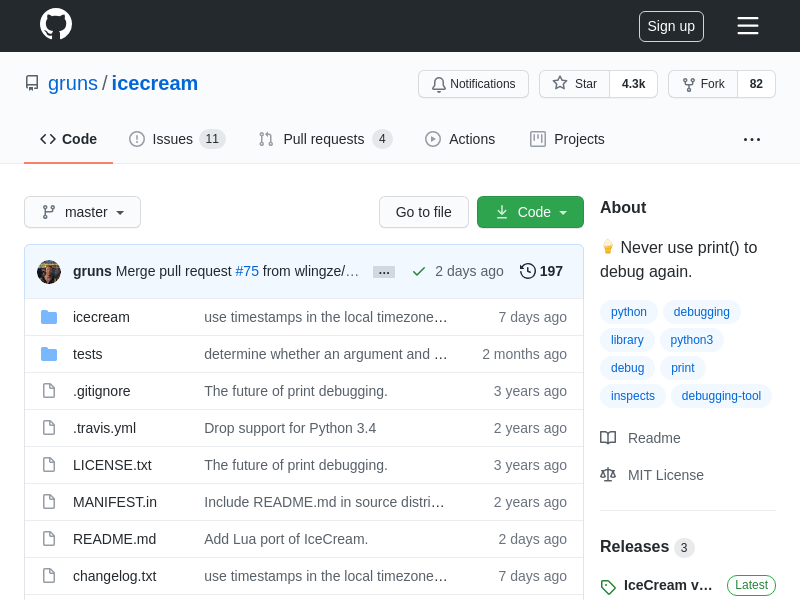 Sign up
gruns / icecream
Notifications
Star 4.3k
Fork 82
Code
Issues 11
Pull requests 4
Actions
Projects
master
Go to file
Code
gruns Merge pull request #75 from wlingze/… ... 2 days ago 197
icecream use timestamps in the local timezone… 7 days ago
tests determine whether an argument and … 2 months ago
.gitignore The future of print debugging. 3 years ago
.travis.yml Drop support for Python 3.4 2 years ago
LICENSE.txt The future of print debugging. 3 years ago
MANIFEST.in Include README.md in source distri… 2 years ago
README.md Add Lua port of IceCream. 2 days ago
changelog.txt use timestamps in the local timezone… 7 days ago
About
🍦 Never use print() to
debug again.
python debugging
library python3
debug print
inspects debugging-tool
Readme
MIT License
Releases 3
IceCream v… Latest